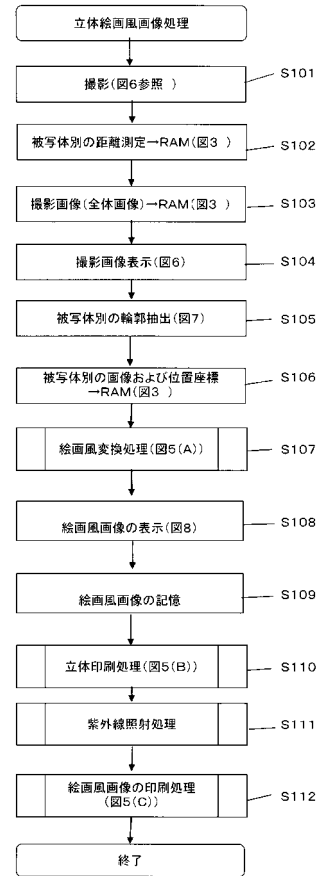 立体絵画風画像処理
撮影(図6参照 )
S101
被写体別の距離測定→RAM(図3 )
S102
撮影画像(全体画像)→RAM(図3 )
S103
撮影画像表示(図6)
S104
被写体別の輪郭抽出(図7)
S105
被写体別の画像および位置座標
→RAM(図3 )
S106
絵画風変換処理(図5(A))
S107
絵画風画像の表示(図8)
S108
絵画風画像の記憶
S109
立体印刷処理(図5(B))
S110
紫外線照射処理
S111
絵画風画像の印刷処理
(図5(C))
S112
終了